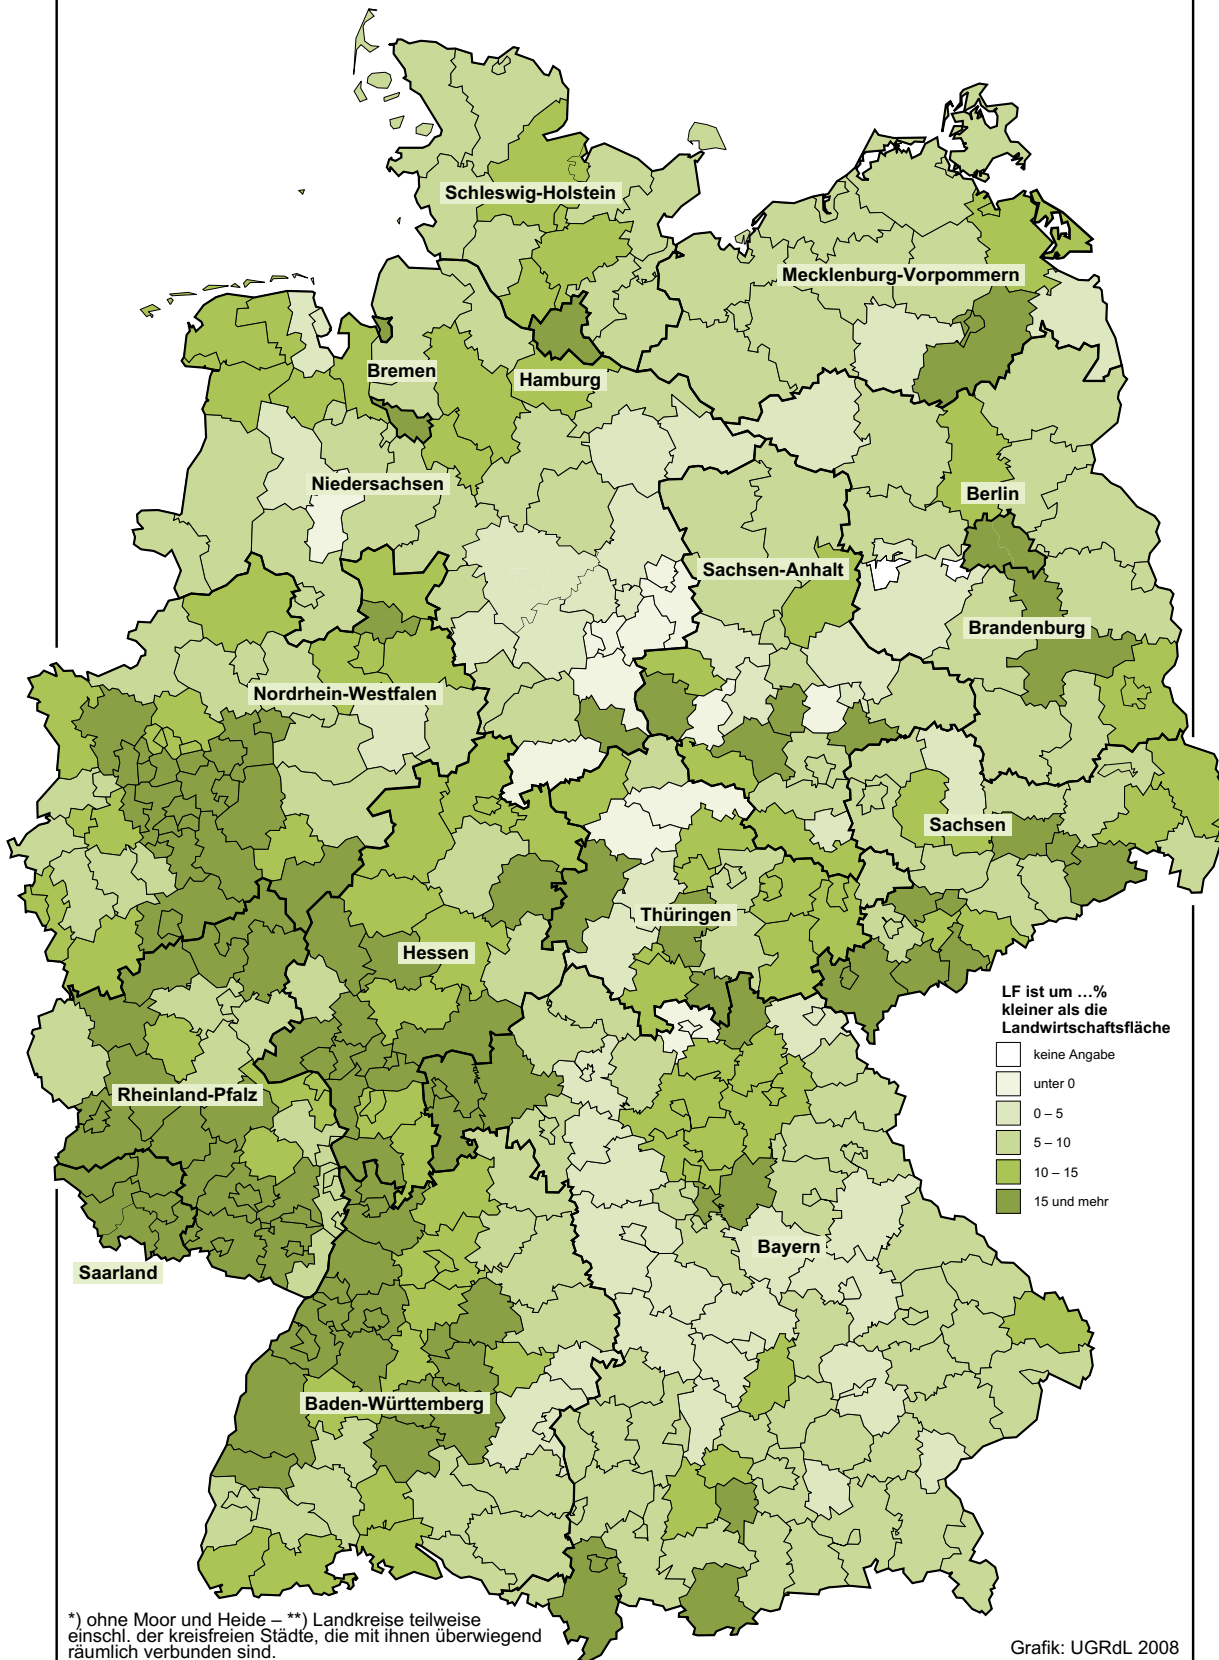 Schleswig-Holstein
Mecklenburg-Vorpommern
Bremen
Hamburg
Niedersachsen
Berlin
Sachsen-Anhalt
Brandenburg
Nordrhein-Westfalen
Sachsen
Thüringen
Hessen
LF ist um ...%
kleiner als die
Landwirtschaftsfläche
keine Angabe
unter 0
0 – 5
5 – 10
10 – 15
15 und mehr
Rheinland-Pfalz
Bayern
Saarland
Baden-Württemberg
*) ohne Moor und Heide – **) Landkreise teilweise
einschl. der kreisfreien Städte, die mit ihnen überwiegend
räumlich verbunden sind.
Grafik: UGRdL 2008